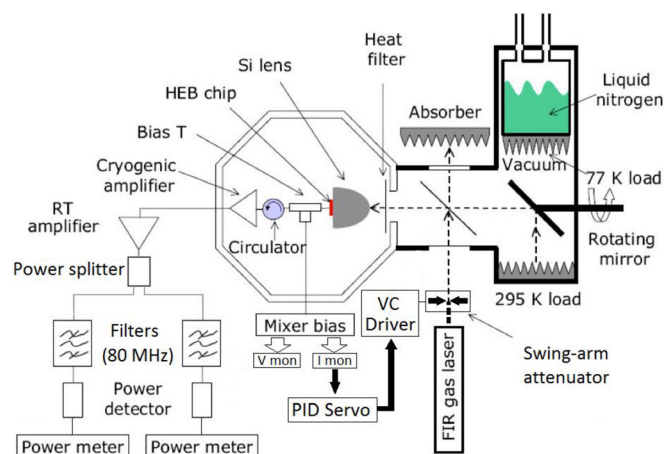 Heat
filter
Si lens
HEB chip
Bias T
Cryogenic
amplifier
RT
amplifier
Power splitter
Circulator
Absorber
Liquid
nitrogen
Vacuum
77 K load
Rotating
mirror
295 K load
Filters
(80 MHz)
Power
detector
Power meter
Power meter
Mixer bias
V mon
I mon
PID Servo
VC
Driver
FIR gas laser
Swing-arm
attenuator